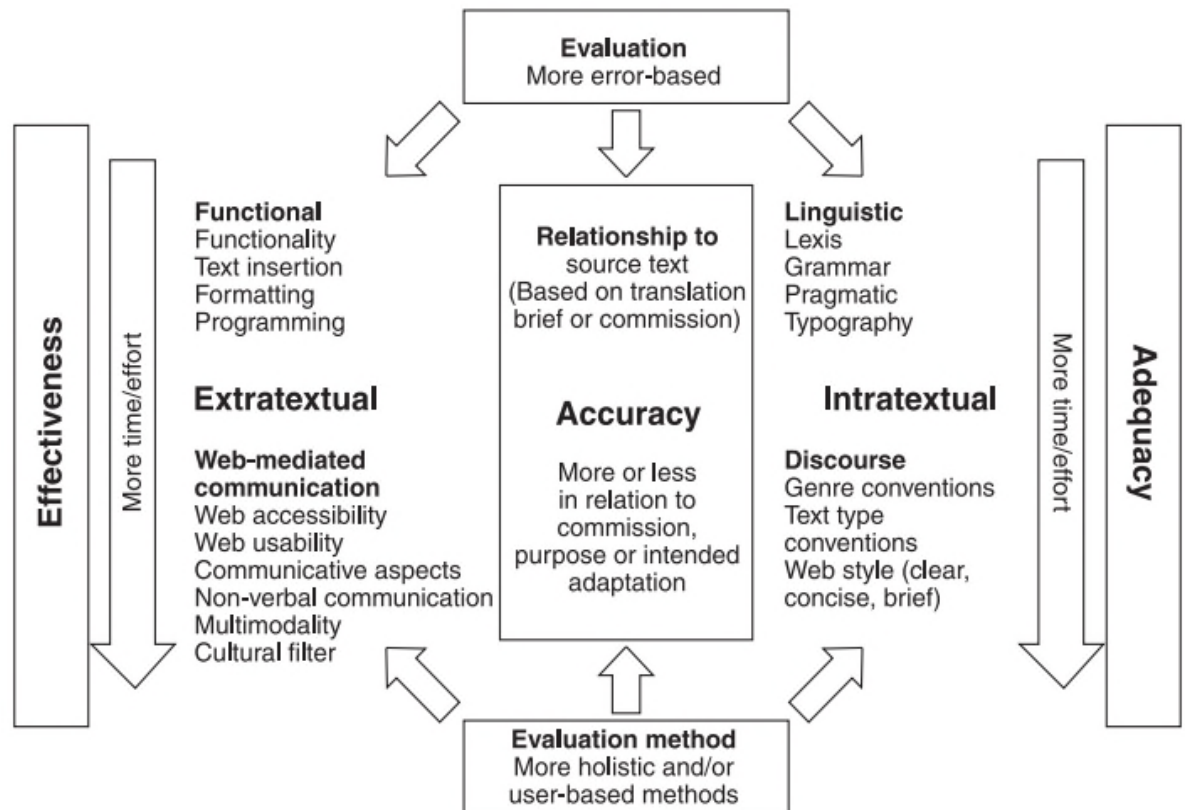 Evaluation
More error-based
Effectiveness
More time/effort
Functional
Functionality
Text insertion
Formatting
Programming
Extratextual
Web-mediated
communication
Web accessibility
Web usability
Communicative aspects
Non-verbal communication
Multimodality
Cultural filter
Relationship to
source text
(Based on translation
brief or commission)
Accuracy
More or less
in relation to
commission,
purpose or intended
adaptation
Linguistic
Lexis
Grammar
Pragmatic
Typography
Intratextual
Discourse
Genre conventions
Text type
conventions
Web style (clear,
concise, brief)
More time/effort
Adequacy
Evaluation method
More holistic and/or
user-based methods